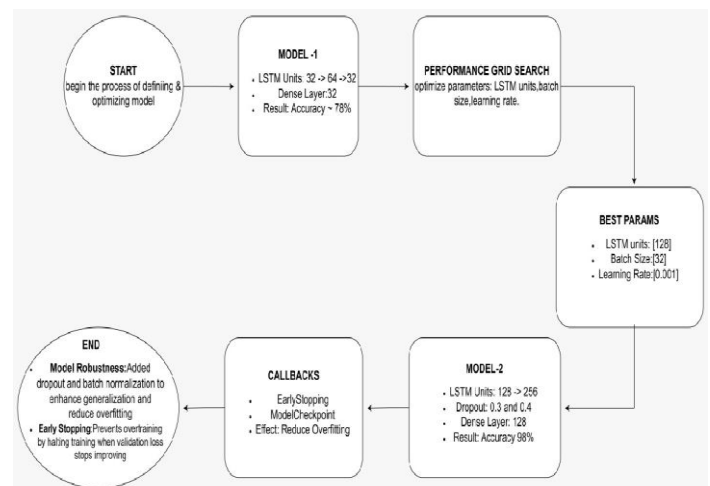 START
begin the process of definiing &
optimizing model
MODEL -1
• LSTM Units: 32 -> 64 ->32
• Dense Layer:32
• Result: Accuracy ~ 78%
PERFORMANCE GRID SEARCH
optimize parameters: LSTM units,batch
size,learning rate.
BEST PARAMS
• LSTM units: [128]
• Batch Size:[32]
• Learning Rate:[0.001]
MODEL-2
• LSTM Units: 128 -> 256
• Dropout: 0.3 and 0.4
• Dense Layer: 128
• Result: Accuracy 98%
CALLBACKS
• EarlyStopping
• ModelCheckpoint
• Effect: Reduce Overfitting
END
• Model Robustness:Added
dropout and batch normalization to
enhance generalization and
reduce overfitting
• Early Stopping:Prevents overtraining
by halting training when validation loss
stops improving